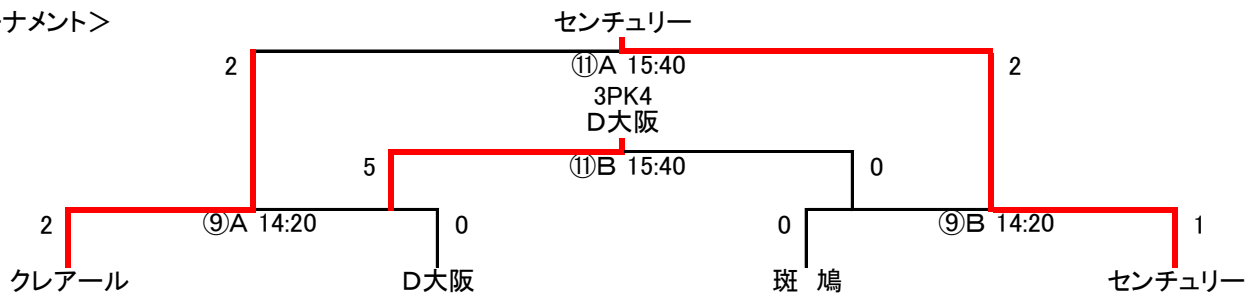 ーナメント＞
センチュリー
2 ⑪A 15:40 2
3PK4
D大阪
5 ⑪B 15:40 0
2 ⑨A 14:20 0 0 ⑨B 14:20 1
クレアール D大阪 斑 鳩 センチュリー